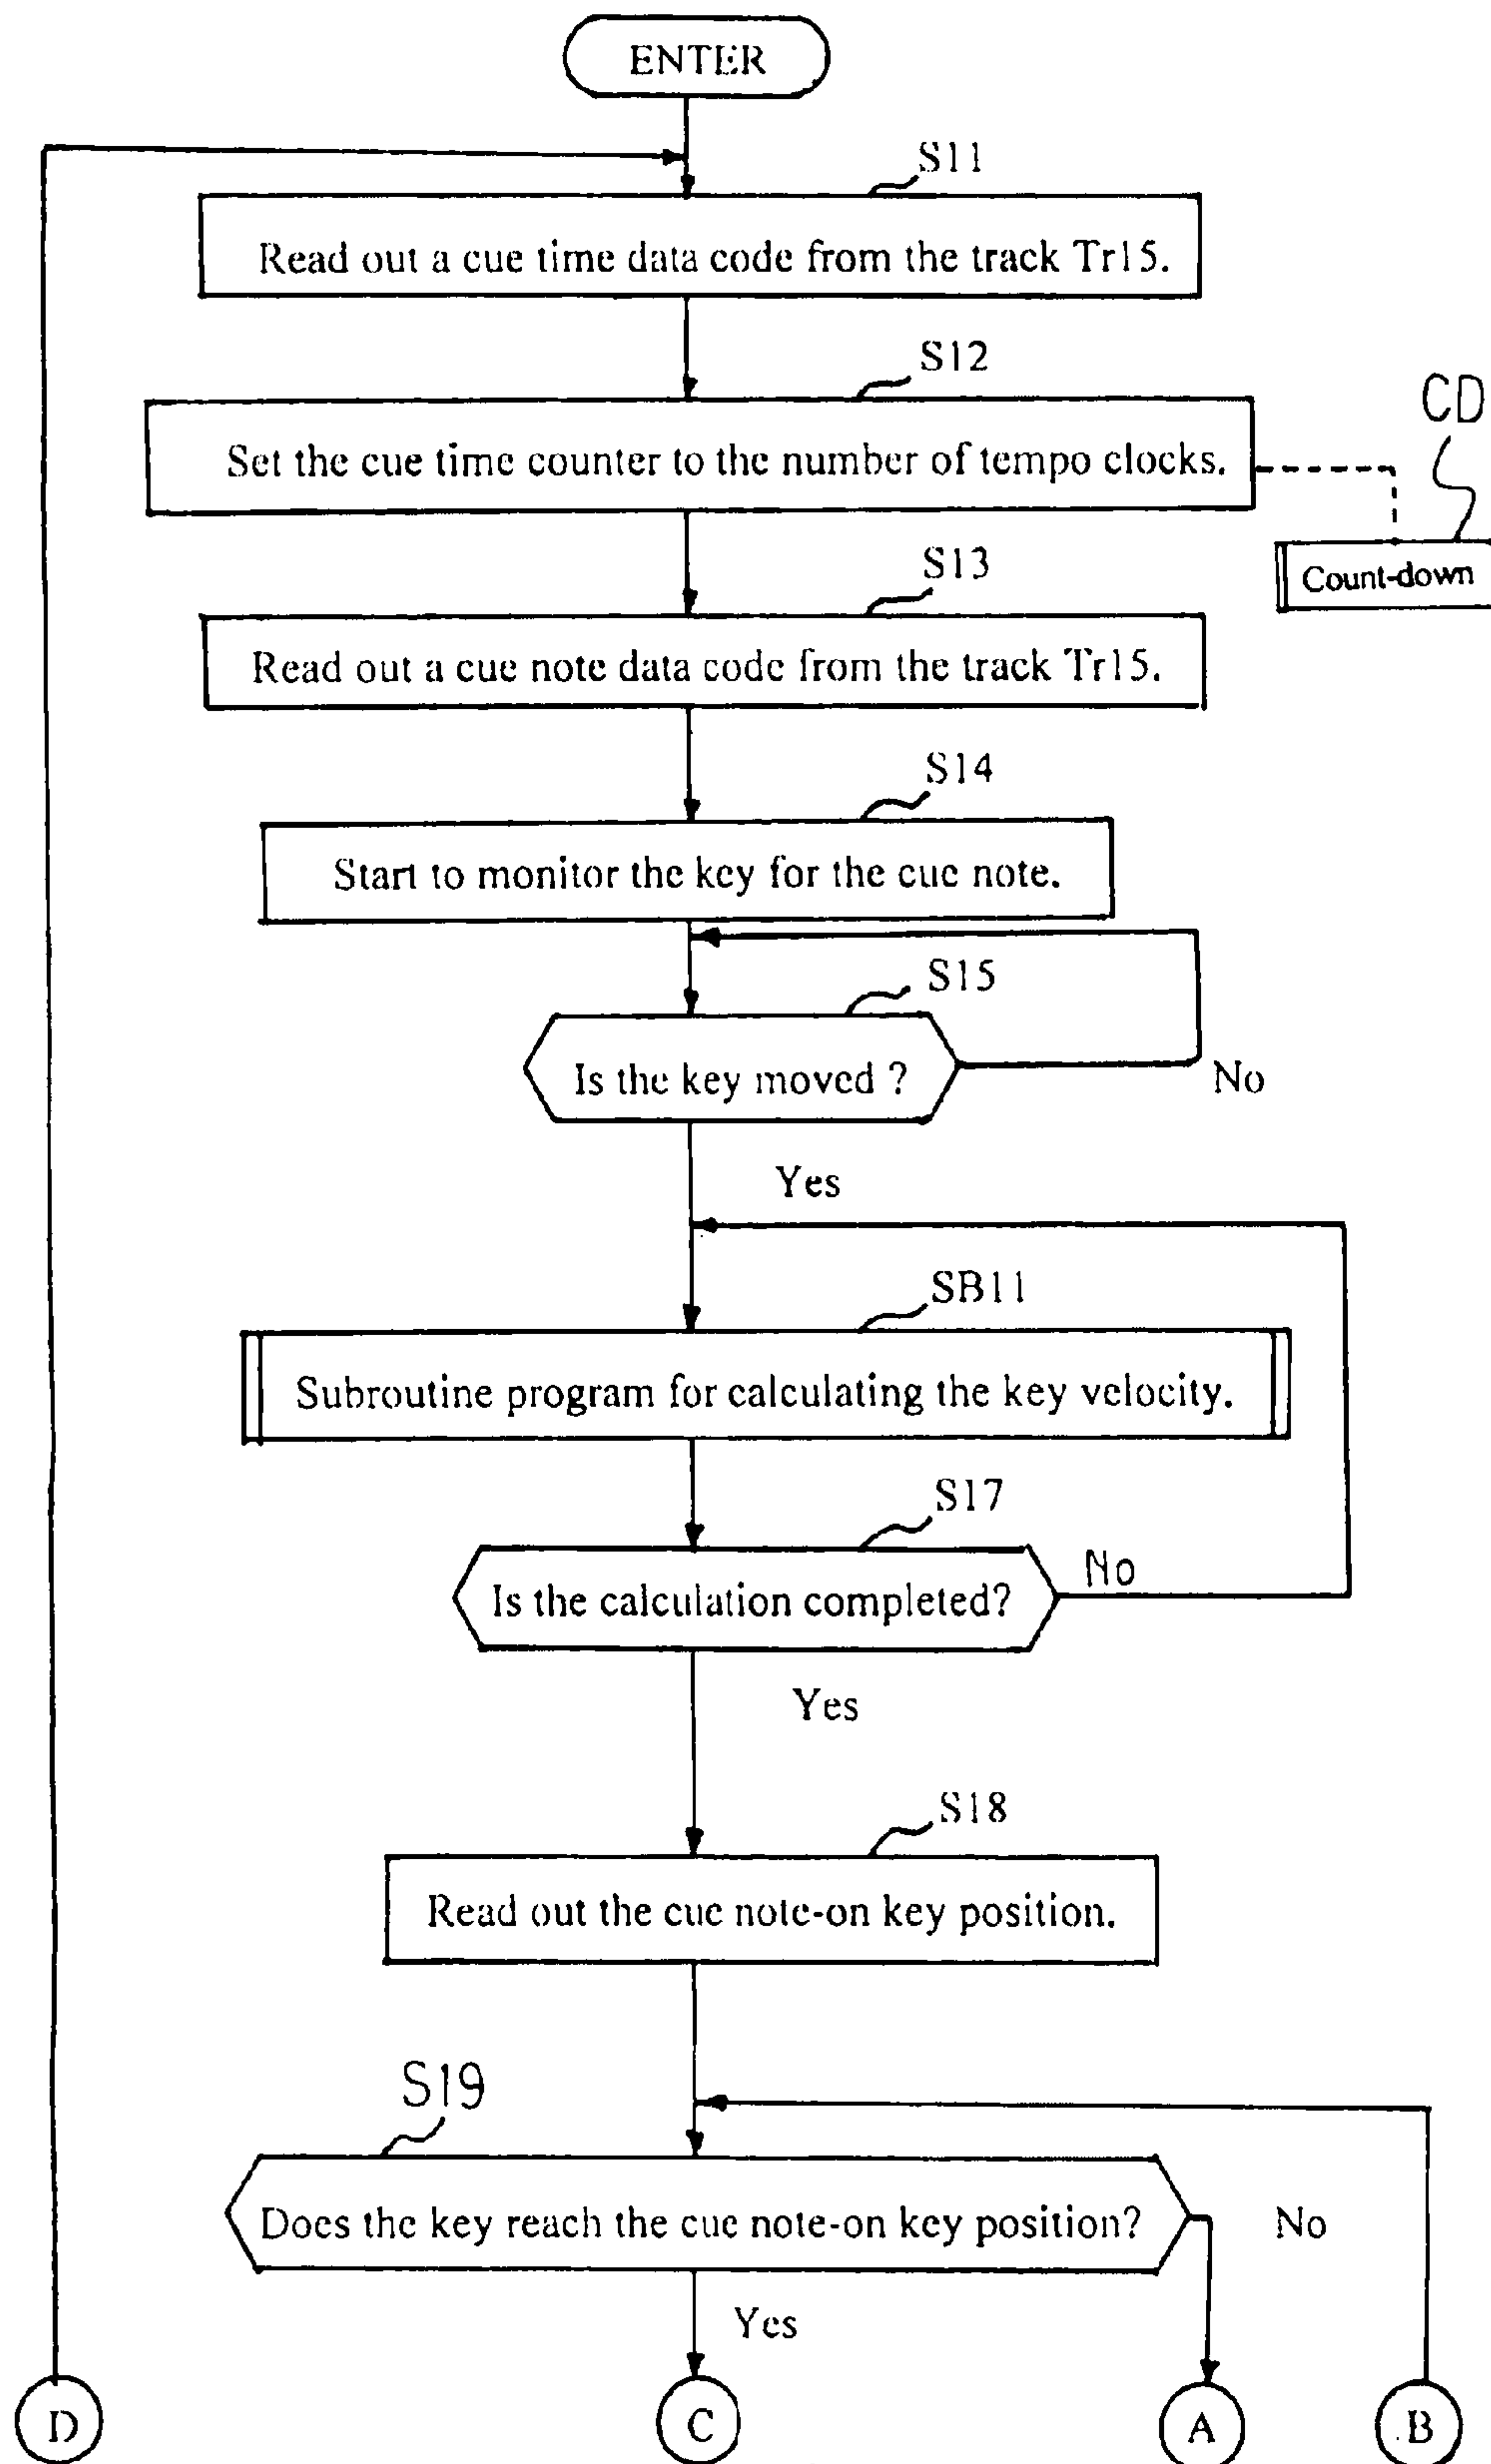 ENTER
S11
Read out a cue time data code from the track Tr15.
S12
CD
Set the cue time counter to the number of tempo clocks.
Count-down
S13
Read out a cue note data code from the track Tr15.
S14
Start to monitor the key for the cue note.
S15
Is the key moved ?
No
Yes
SB11
Subroutine program for calculating the key velocity.
S17
No
Is the calculation completed?
Yes
S18
Read out the cue note-on key position.
S19
Does the key reach the cue note-on key position?
No
Yes
D
C
A
B